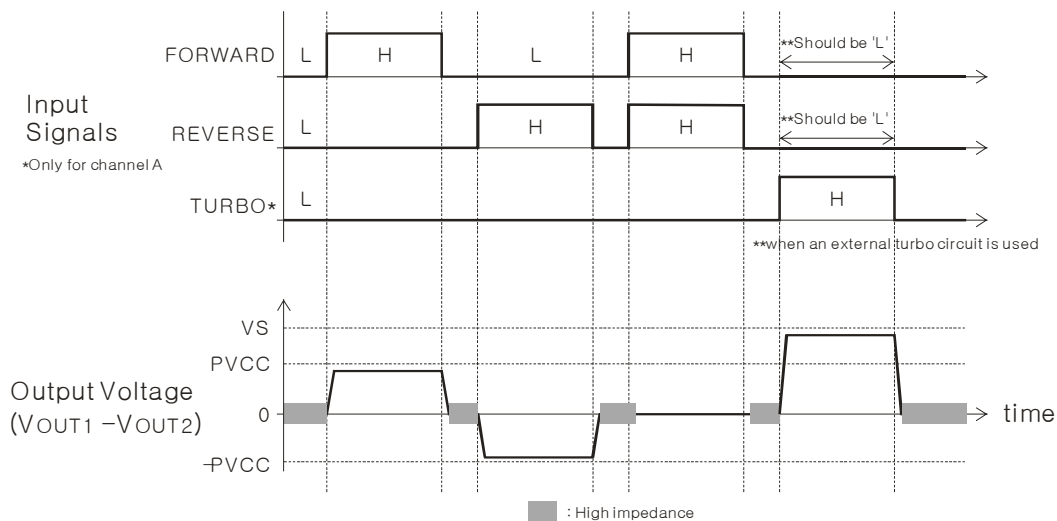 FORWARD L H L H **Should be 'L'
Input
Signals
*Only for channel A
REVERSE L H H **Should be 'L'
TURBO* L H
**when an external turbo circuit is used
VS
PVCC
Output Voltage
(VOUT1 –VOUT2)
0
time
–PVCC
: High impedance